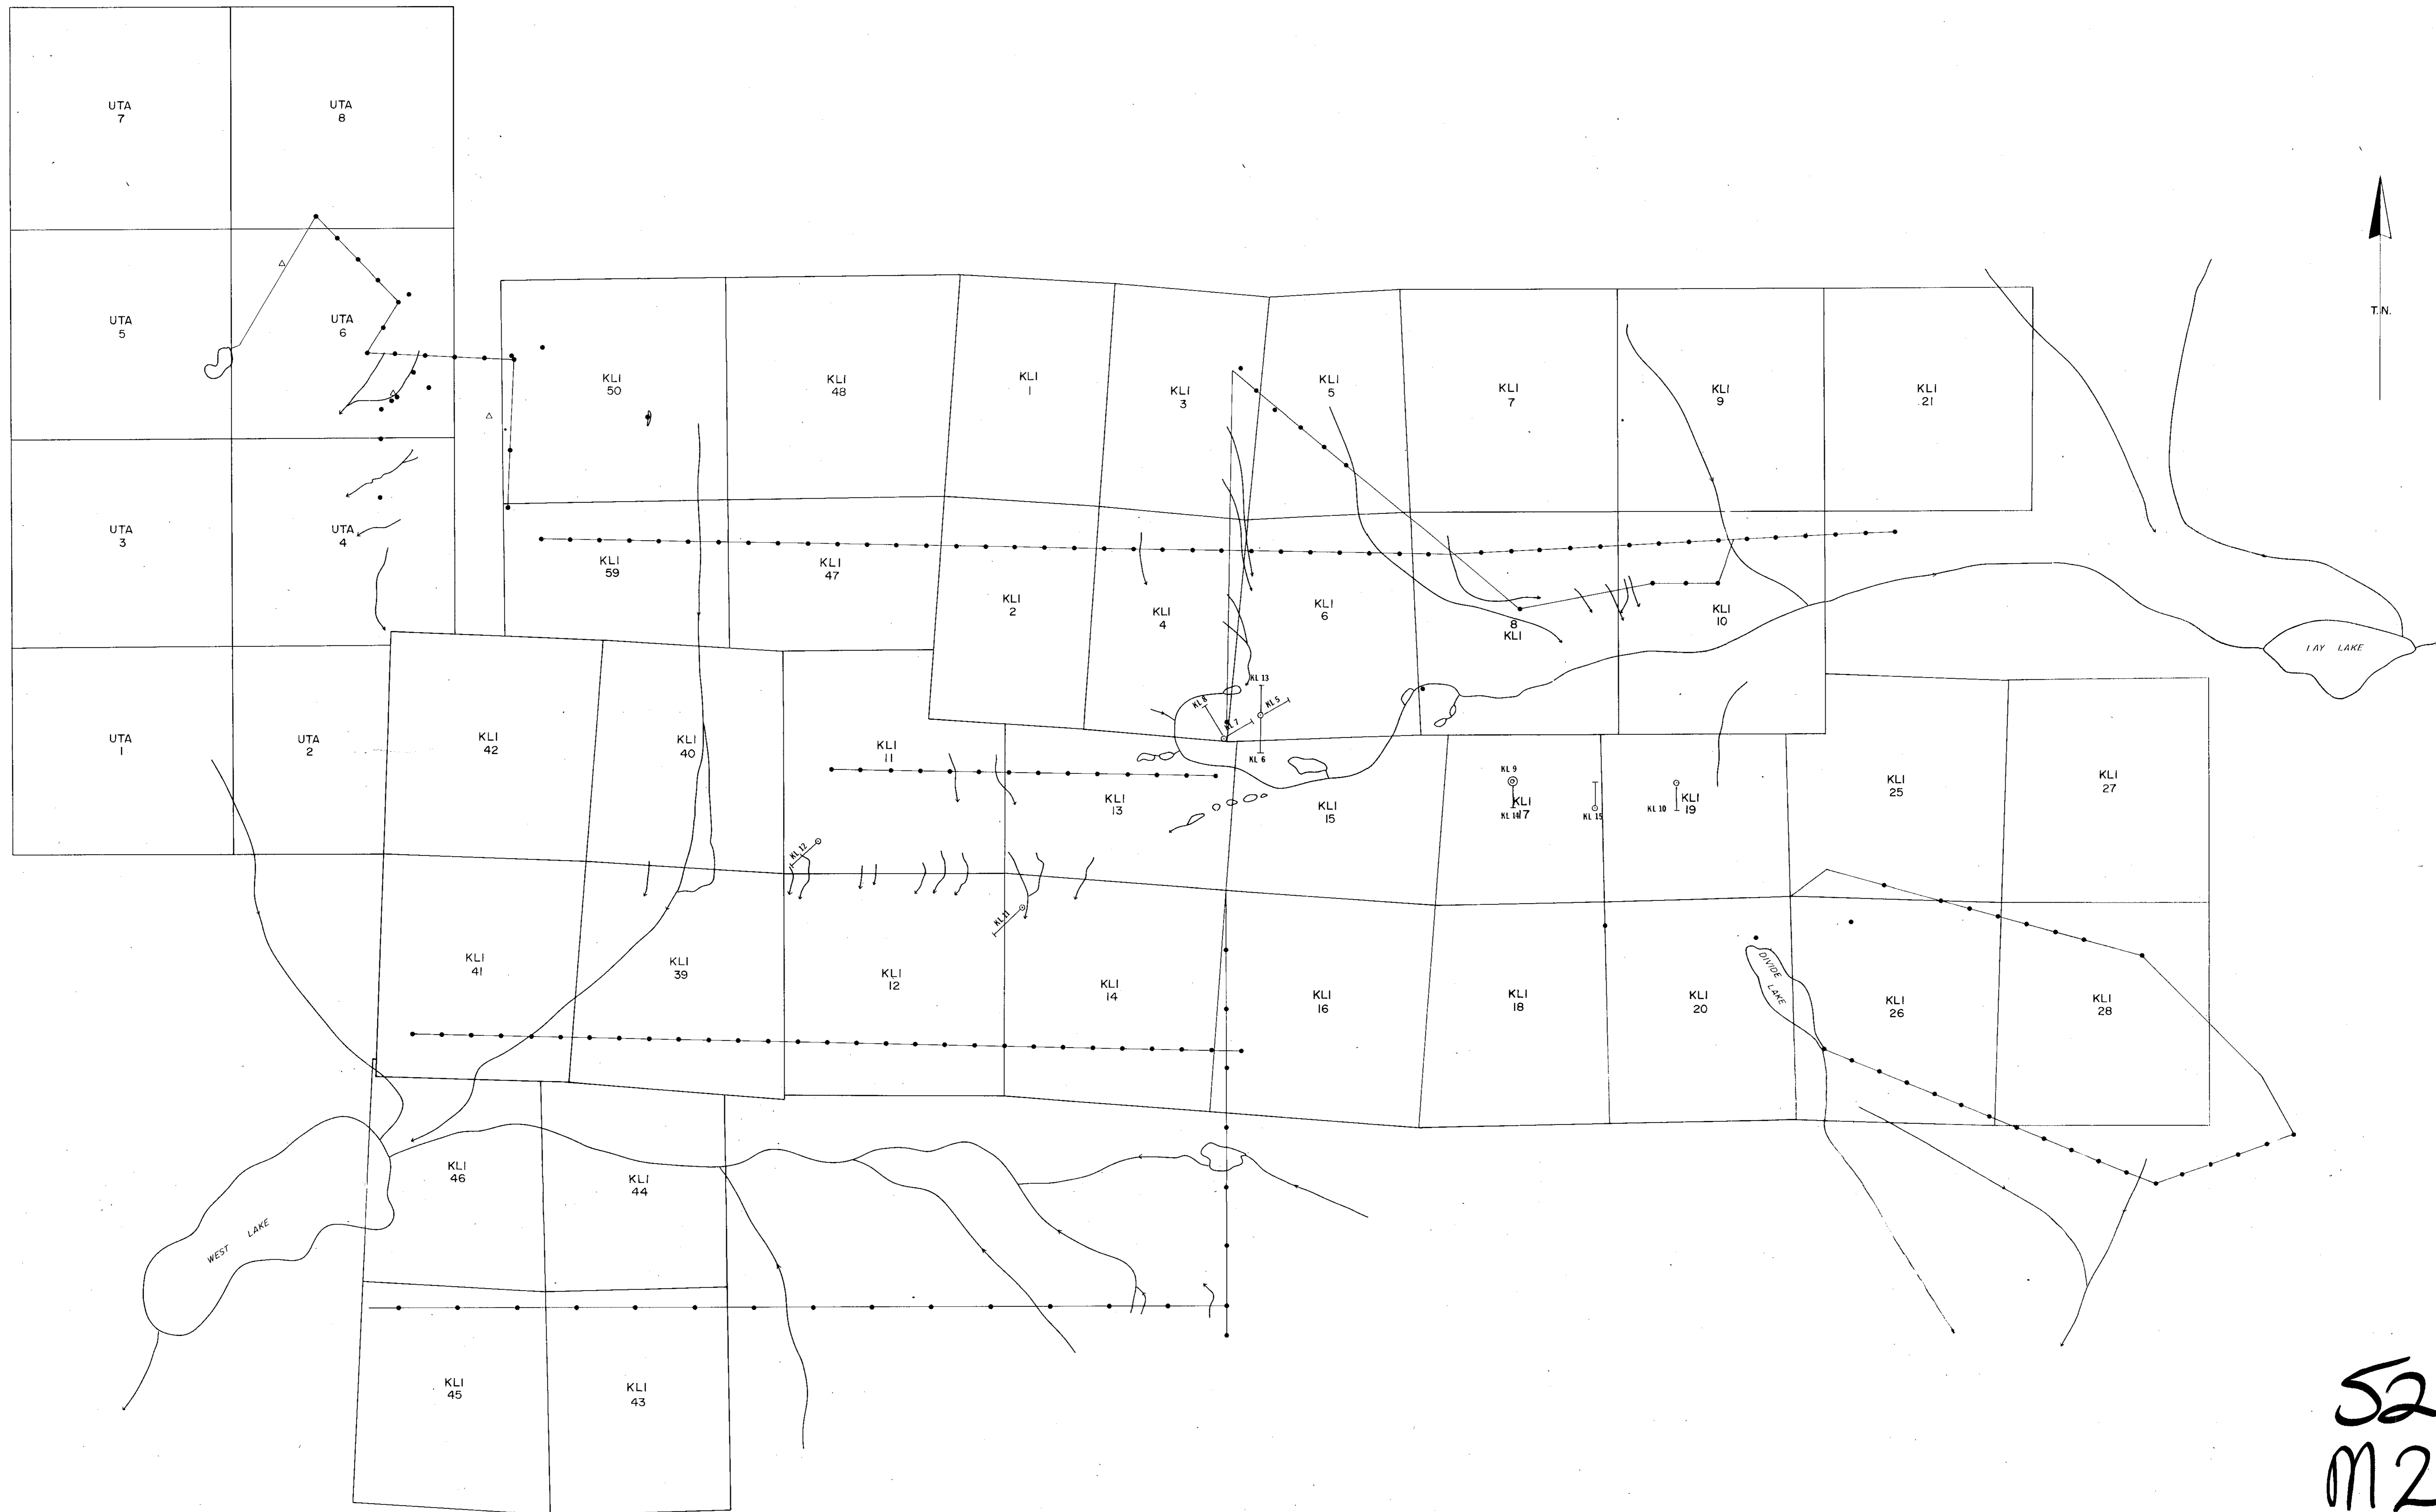 UTA
7
UTA
8
T.N.
UTA
5
UTA
6
KLI
50
KLI
48
KLI
1
KLI
3
KLI
5
KLI
7
KLI
9
KLI
21
UTA
3
UTA
4
KLI
59
KLI
47
KLI
2
KLI
4
KLI
6
8
KLI
KLI
10
LAY LAKE
UTA
1
UTA
2
KLI
42
KLI
40
KLI
11
KL 8
KL 7
KL 13
KL 5
KL 6
KLI
13
KLI
15
KL 9
KLI
17
KL 14
KL 15
KL 10
KLI
19
KLI
25
KLI
27
KL 12
KL 11
KLI
41
KLI
39
KLI
12
KLI
14
KLI
16
KLI
18
KLI
20
DIVIDE
LAKE
KLI
26
KLI
28
KLI
46
KLI
44
WEST LAKE
KLI
45
KLI
43
52
M2